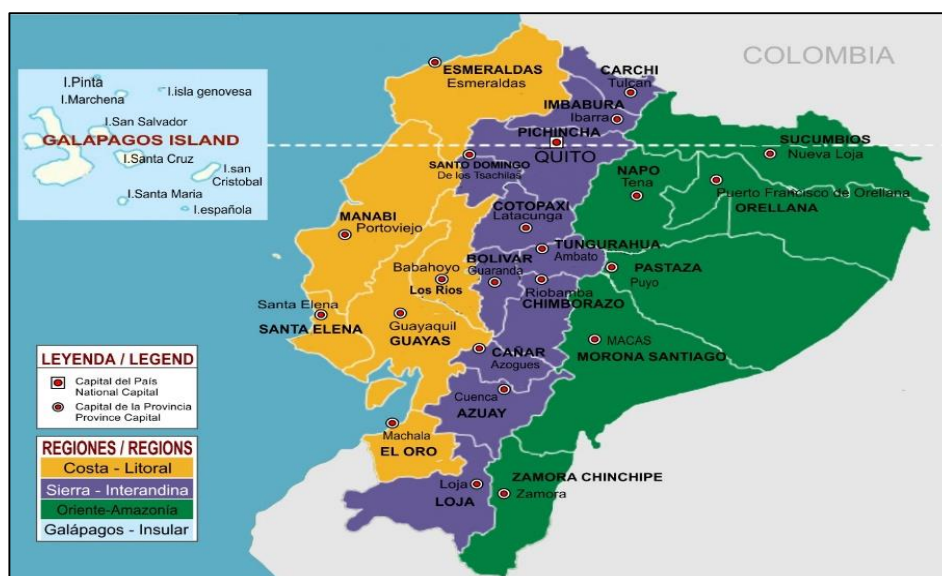 COLOMBIA
I.Pinta
I.Marchena
I.isla genovesa
I.San Salvador
GALAPAGOS ISLAND
I.Santa Cruz
I.san
Cristobal
I.Santa Maria
I.española
ESMERALDAS
Esmeraldas
CARCHI
Tulcan
IMBABURA
Ibarra
PICHINCHA
QUITO
SUCUMBIOS
Nueva Loja
SANTO DOMINGO
De los Tsachilas
NAPO
Tena
Puerto Francisco de Orellana
ORELLANA
COTOPAXI
Latacunga
MANABI
Portoviejo
TUNGURAHUA
Ambato
BOLIVAR
Guaranda
PASTAZA
Puyo
Babahoyo
Los Rios
Riobamba
CHIMBORAZO
Santa Elena
SANTA ELENA
Guayaquil
GUAYAS
MACAS
MORONA SANTIAGO
CAÑAR
Azogues
Cuenca
AZUAY
Machala
EL ORO
Loja
LOJA
ZAMORA CHINCHIPE
Zamora
LEYENDA / LEGEND
Capital del País
National Capital
Capital de la Provincia
Province Capital
REGIONES / REGIONS
Costa - Litoral
Sierra - Interandina
Oriente-Amazonía
Galápagos - Insular